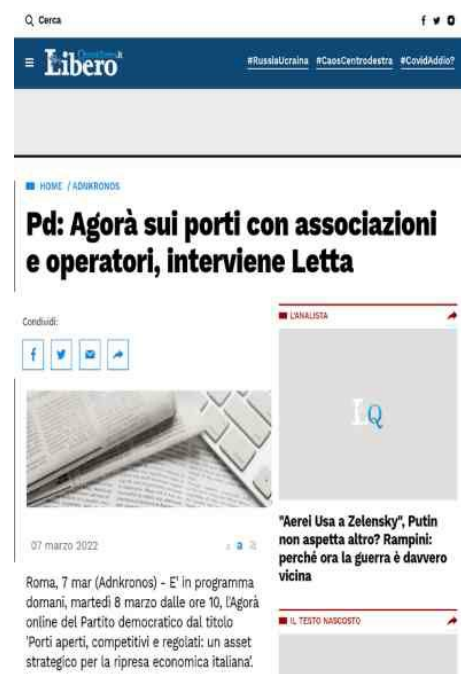 Cerca
Libero
#RussiaUcraina #CaosCentrodestra #CovidAddio?
HOME / ADNKRONOS
Pd: Agorà sui porti con associazioni
e operatori, interviene Letta
Condividi:
07 marzo 2022
a a a
Roma, 7 mar (Adnkronos) - E' in programma
domani, martedì 8 marzo dalle ore 10, l'Agorà
online del Partito democratico dal titolo
'Porti aperti, competitivi e regolati: un asset
strategico per la ripresa economica italiana'.
L'ANALISTA
LQ
"Aerei Usa a Zelensky", Putin
non aspetta altro? Rampini:
perché ora la guerra è davvero
vicina
IL TESTO NASCOSTO